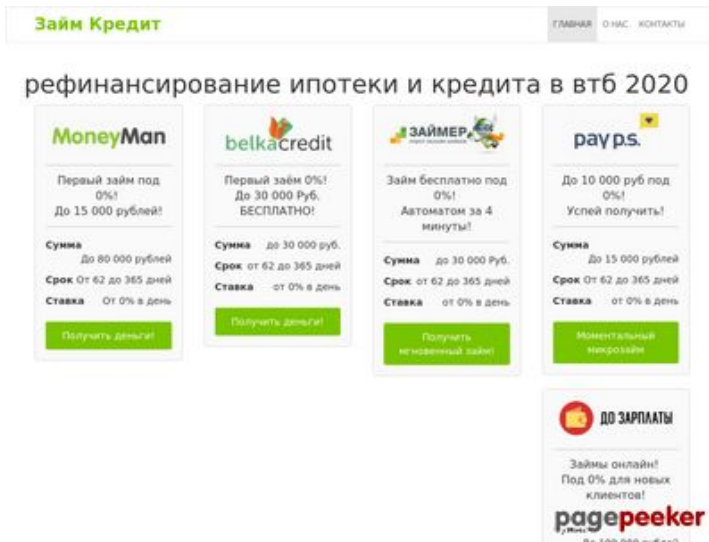 Займ Кредит
ГЛАВНАЯ О НАС КОНТАКТЫ
рефинансирование ипотеки и кредита в втб 2020
MoneyMan
Первый займ под
0%!
До 15 000 рублей!
Сумма
До 80 000 рублей
Срок От 62 до 365 дней
Ставка От 0% в день
Получить деньги!
belkacredit
Первый заём 0%!
До 30 000 Руб.
БЕСПЛАТНО!
Сумма до 30 000 руб.
Срок от 62 до 365 дней
Ставка от 0% в день
Получить деньги!
ЗАЙМЕР
Займ бесплатно под
0%!
Автоматом за 4
минуты!
Сумма до 30 000 Руб.
Срок от 62 до 365 дней
Ставка от 0% в день
Получить
мгновенный займ!
pay p.s.
До 10 000 руб под
0%!
Успей получить!
Сумма
До 15 000 рублей
Срок От 62 до 365 дней
Ставка От 0% в день
Моментальный
микрозайм
ДО ЗАРПЛАТЫ
Займы онлайн!
Под 0% для новых
клиентов!
pagepeeker
До 100 000 рублей